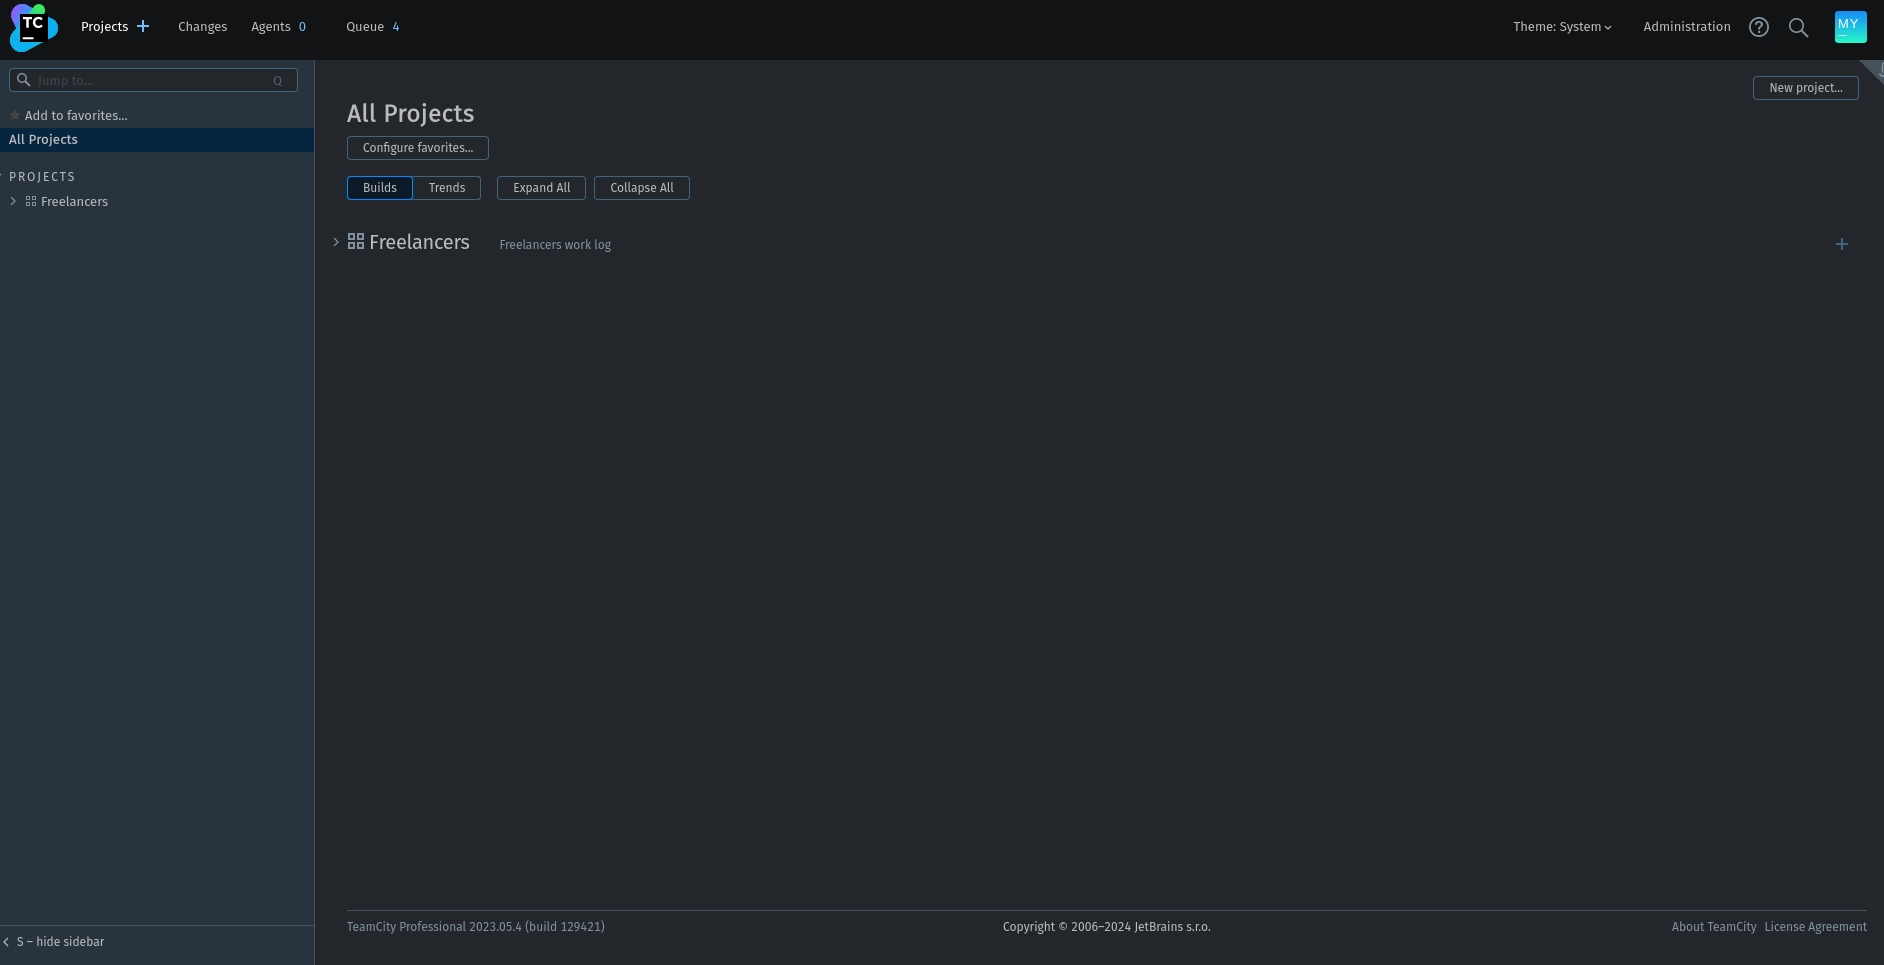 TC
Projects
Changes
Agents 0
Queue 4
Theme: System
Administration
MY
Jump to...
Q
Add to favorites...
All Projects
PROJECTS
Freelancers
New project...
All Projects
Configure favorites...
Builds
Trends
Expand All
Collapse All
Freelancers
Freelancers work log
S – hide sidebar
TeamCity Professional 2023.05.4 (build 129421)
Copyright © 2006–2024 JetBrains s.r.o.
About TeamCity
License Agreement